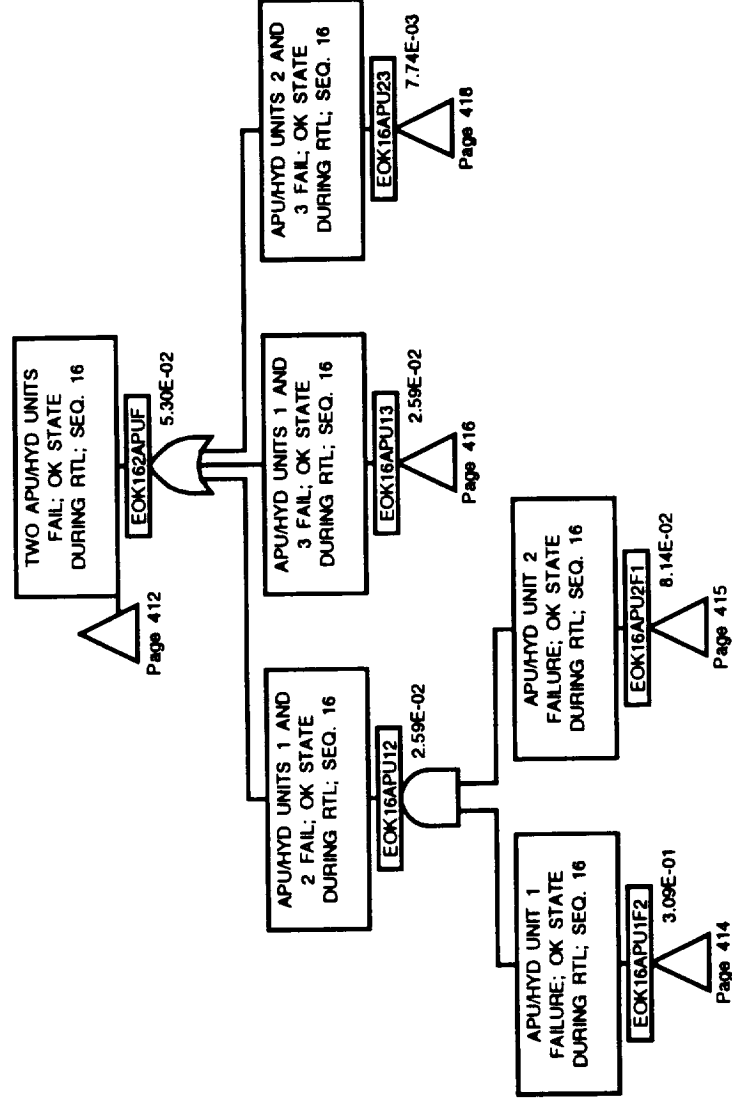 TWO APU/HYD UNITS
FAIL; OK STATE
DURING RTL; SEQ. 16
EOK162APUF
5.30E-02
Page 412
APU/HYD UNITS 1 AND
2 FAIL; OK STATE
DURING RTL; SEQ. 16
EOK16APU12
2.59E-02
APU/HYD UNITS 1 AND
3 FAIL; OK STATE
DURING RTL; SEQ. 16
EOK16APU13
2.59E-02
Page 416
APU/HYD UNITS 2 AND
3 FAIL; OK STATE
DURING RTL; SEQ. 16
EOK16APU23
7.74E-03
Page 418
APU/HYD UNIT 1
FAILURE; OK STATE
DURING RTL; SEQ. 16
EOK16APU1F2
3.09E-01
Page 414
APU/HYD UNIT 2
FAILURE; OK STATE
DURING RTL; SEQ. 16
EOK16APU2F1
8.14E-02
Page 415